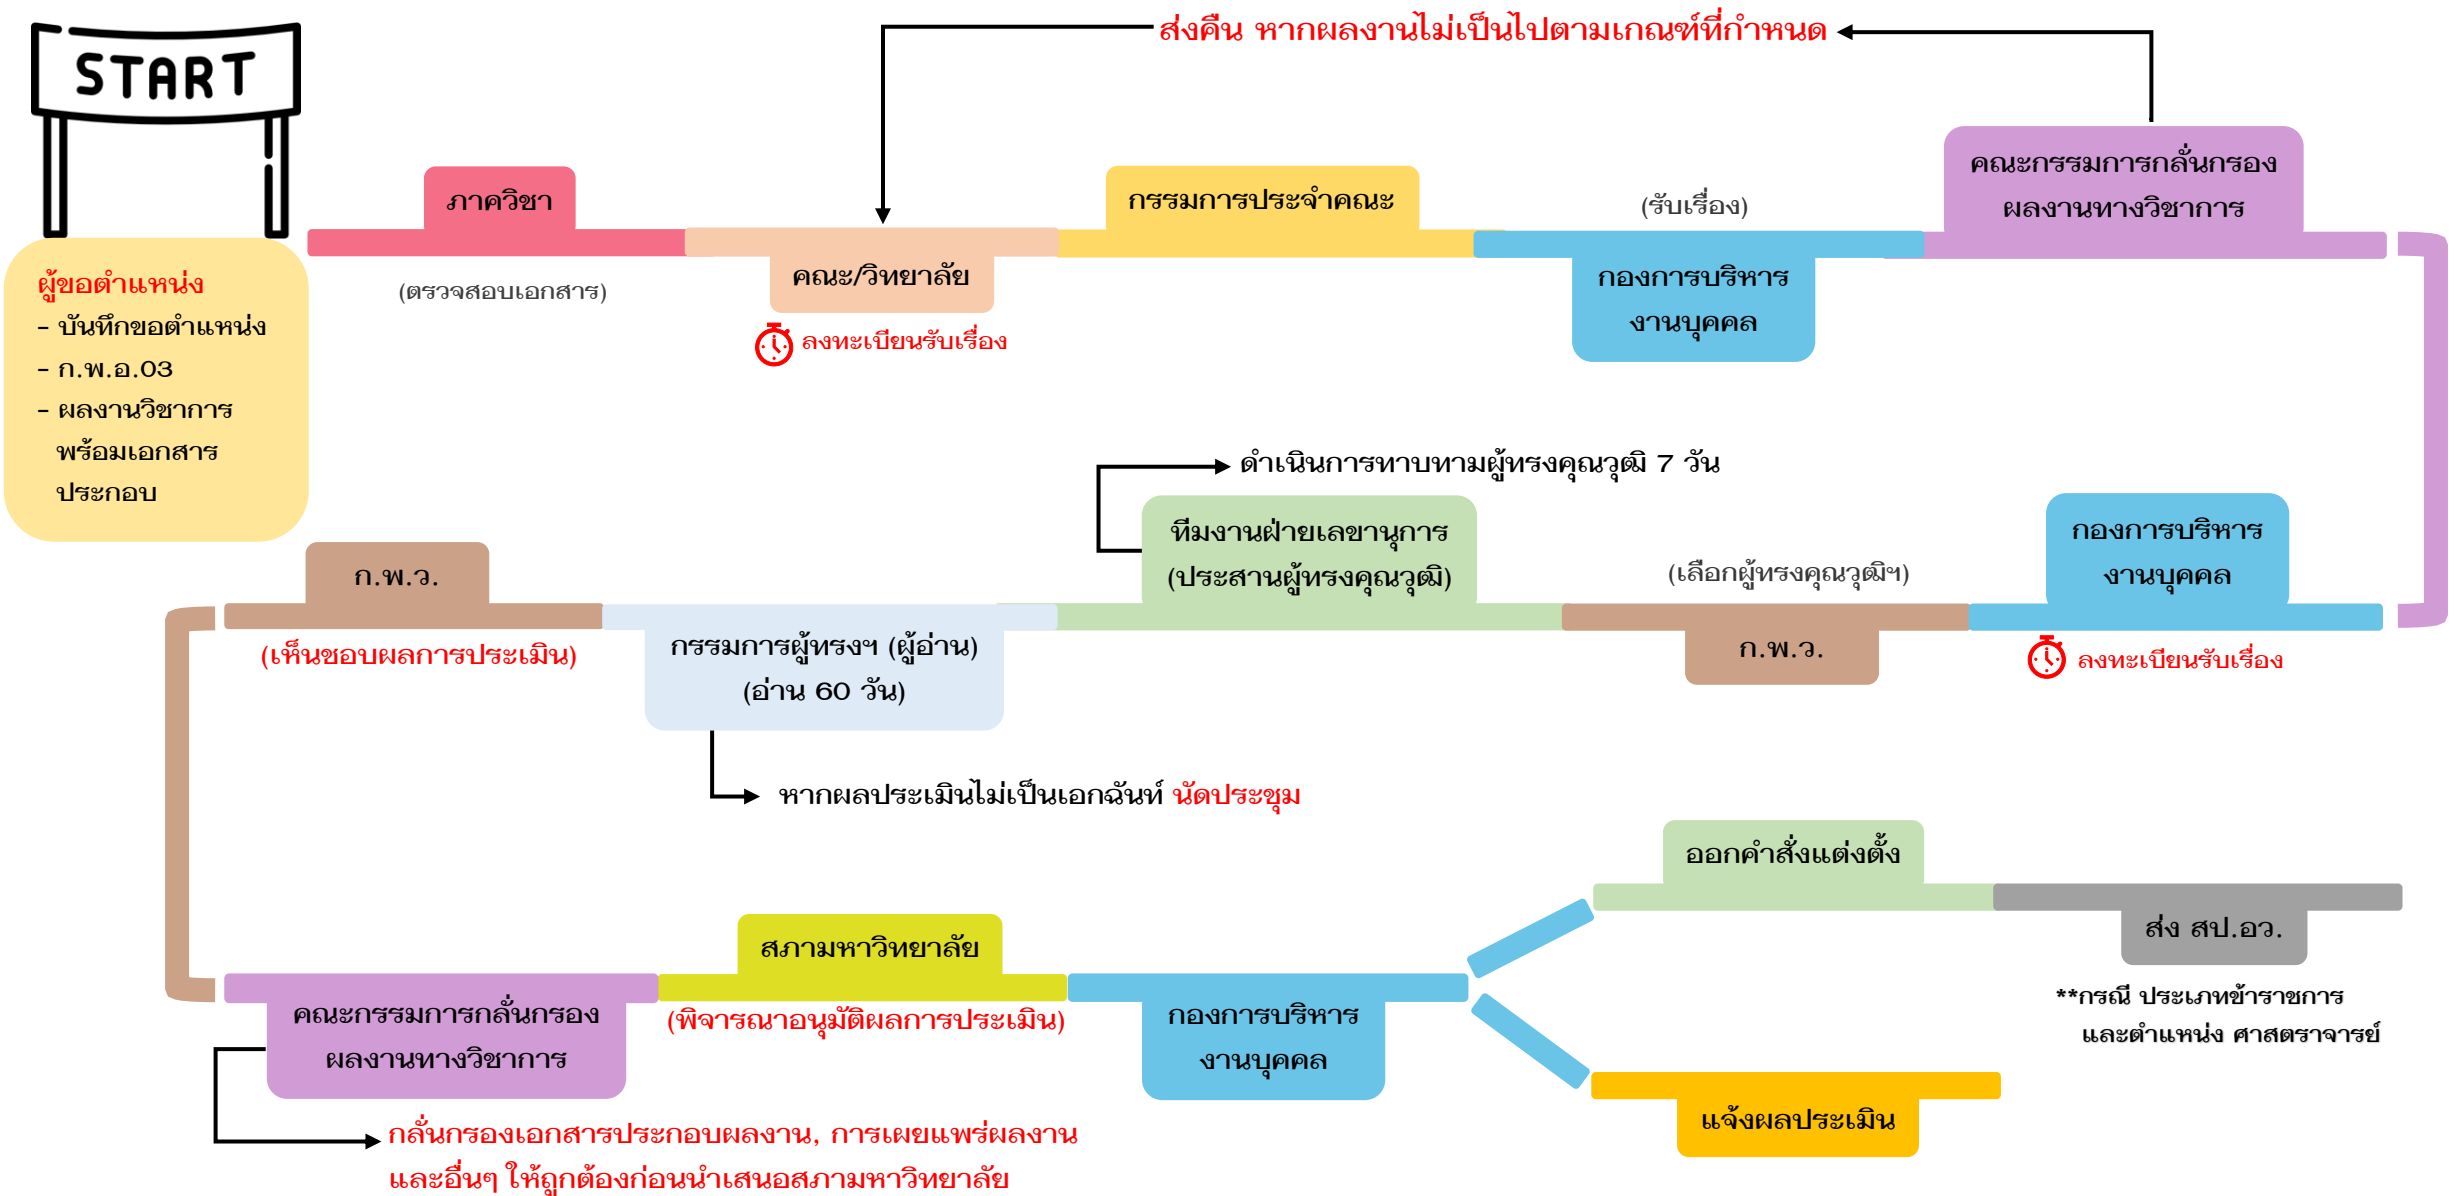 START
ส่งคืน หากผลงานไม่เป็นไปตามเกณฑ์ที่กำหนด
ผู้ขอตำแหน่ง
- บันทึกขอตำแหน่ง
- ก.พ.อ.03
- ผลงานวิชาการ
พร้อมเอกสาร
ประกอบ
ภาควิชา
(ตรวจสอบเอกสาร)
คณะ/วิทยาลัย
ลงทะเบียนรับเรื่อง
กรรมการประจำคณะ
(รับเรื่อง)
กองการบริหาร
งานบุคคล
คณะกรรมการกลั่นกรอง
ผลงานทางวิชาการ
กองการบริหาร
งานบุคคล
ลงทะเบียนรับเรื่อง
(เลือกผู้ทรงคุณวุฒิฯ)
ก.พ.ว.
ดำเนินการทาบทามผู้ทรงคุณวุฒิ 7 วัน
ทีมงานฝ่ายเลขานุการ
(ประสานผู้ทรงคุณวุฒิ)
กรรมการผู้ทรงฯ (ผู้อ่าน)
(อ่าน 60 วัน)
หากผลประเมินไม่เป็นเอกฉันท์ นัดประชุม
ก.พ.ว.
(เห็นชอบผลการประเมิน)
คณะกรรมการกลั่นกรอง
ผลงานทางวิชาการ
กลั่นกรองเอกสารประกอบผลงาน, การเผยแพร่ผลงาน
และอื่นๆ ให้ถูกต้องก่อนนำเสนอสภามหาวิทยาลัย
สภามหาวิทยาลัย
(พิจารณาอนุมัติผลการประเมิน)
กองการบริหาร
งานบุคคล
ออกคำสั่งแต่งตั้ง
ส่ง สป.อว.
**กรณี ประเภทข้าราชการ
และตำแหน่ง ศาสตราจารย์
แจ้งผลประเมิน